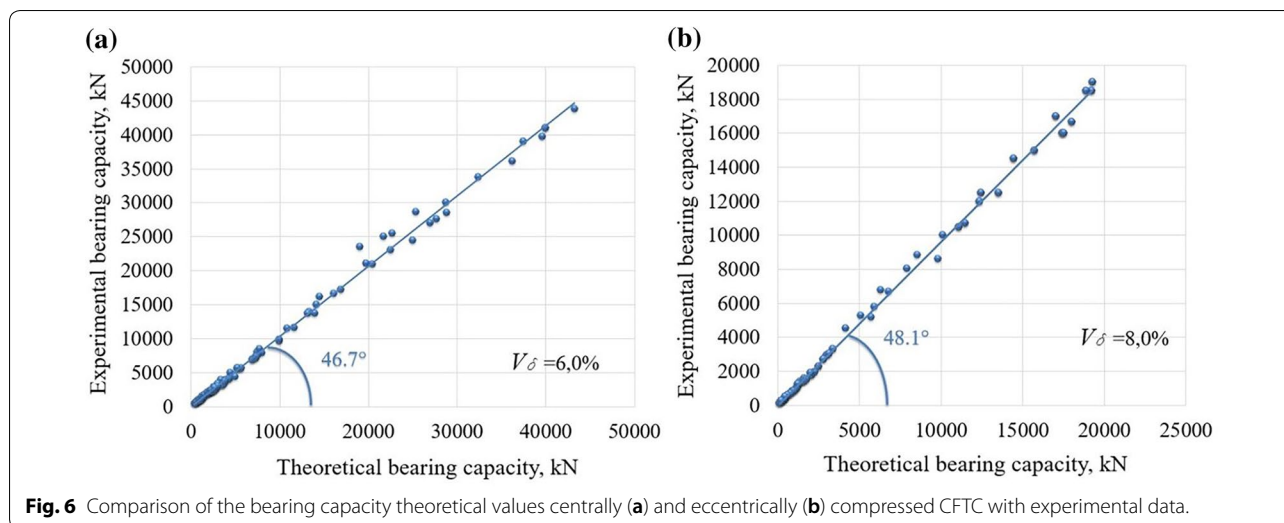 (a)
Experimental bearing capacity, kN
50000
45000
40000
35000
30000
25000
20000
15000
10000
5000
0
46.7°
Vδ =6,0%
0 10000 20000 30000 40000 50000
Theoretical bearing capacity, kN
(b)
Experimental bearing capacity, kN
20000
18000
16000
14000
12000
10000
8000
6000
4000
2000
0
48.1°
Vδ =8,0%
0 5000 10000 15000 20000 25000
Theoretical bearing capacity, kN
Fig. 6 Comparison of the bearing capacity theoretical values centrally (a) and eccentrically (b) compressed CFTC with experimental data.